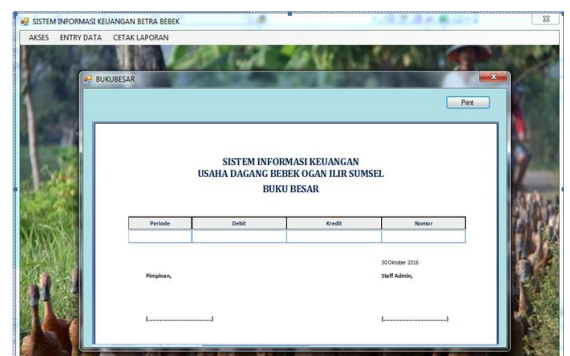 SISTEM INFORMASI KEUANGAN BETRA BEBEK
AKSES ENTRY DATA CETAK LAPORAN
BUKUBESAR
Print
SISTEM INFORMASI KEUANGAN
USAHA DAGANG BEBEK OGAN ILIR SUMSEL
BUKU BESAR
Periode Debit Kredit Nomor
30 Oktober 2016
Pimpinan, Staff Admin,
(..........................) (..........................)